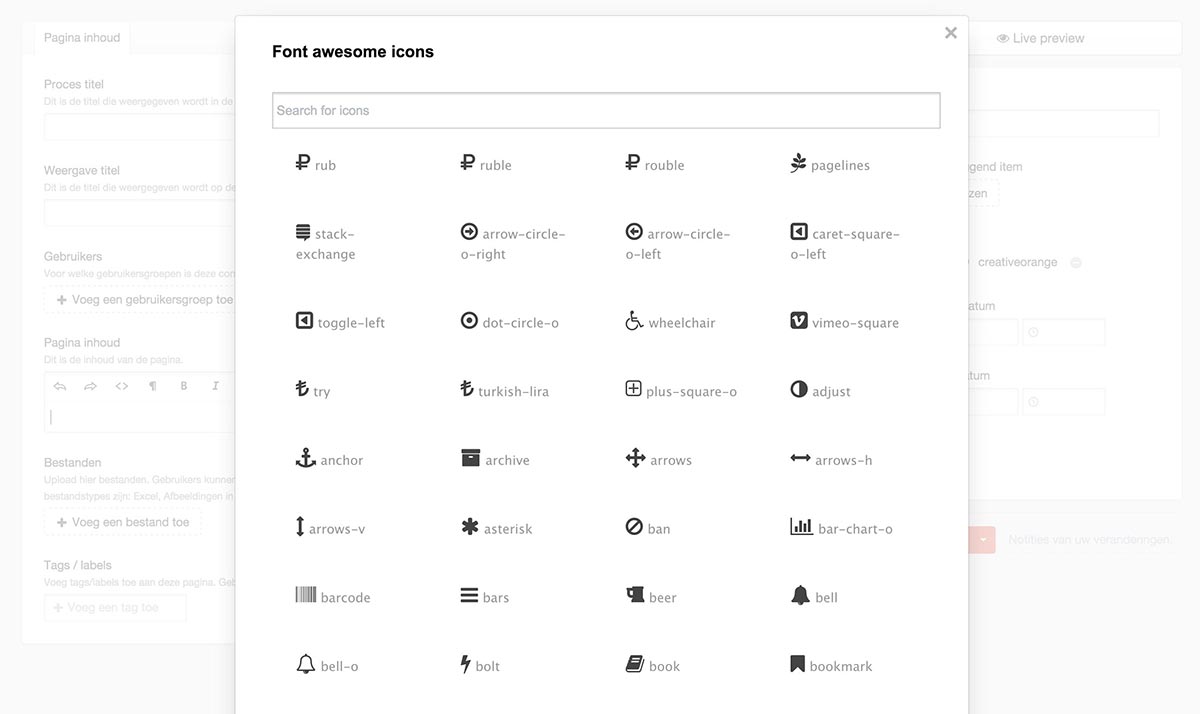 Pagina inhoud
Live preview
Font awesome icons
Search for icons
rub
ruble
rouble
pagelines
stack-
exchange
arrow-circle-
o-right
arrow-circle-
o-left
caret-square-
o-left
toggle-left
dot-circle-o
wheelchair
vimeo-square
try
turkish-lira
plus-square-o
adjust
anchor
archive
arrows
arrows-h
arrows-v
asterisk
ban
bar-chart-o
barcode
bars
beer
bell
bell-o
bolt
book
bookmark
Proces titel
Dit is de titel die weergegeven wordt in de
Weergave titel
Dit is de titel die weergegeven wordt op de
Gebruikers
Voor welke gebruikersgroepen is deze con
Voeg een gebruikersgroep toe
Pagina inhoud
Dit is de inhoud van de pagina.
B I
Bestanden
Upload hier bestanden. Gebruikers kunnen
bestandstypes zijn: Excel, Afbeeldingen in
Voeg een bestand toe
Tags / labels
Voeg tags/labels toe aan deze pagina. Geb
Voeg een tag toe
gend item
zen
creativeorange
atum
tum
Notities van uw veranderingen.